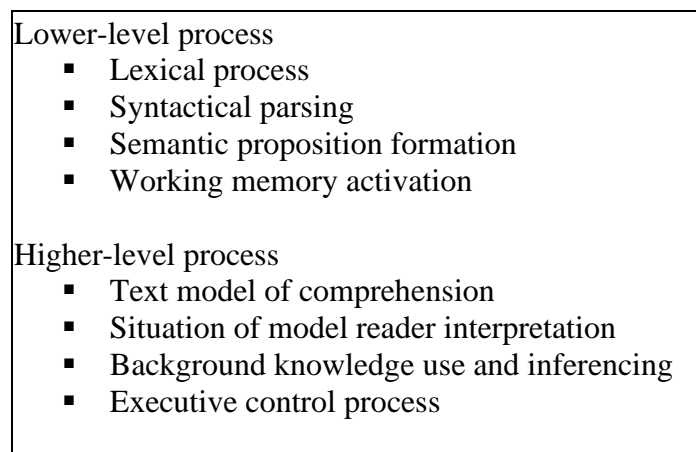 Lower-level process
▪ Lexical process
▪ Syntactical parsing
▪ Semantic proposition formation
▪ Working memory activation
Higher-level process
▪ Text model of comprehension
▪ Situation of model reader interpretation
▪ Background knowledge use and inferencing
▪ Executive control process